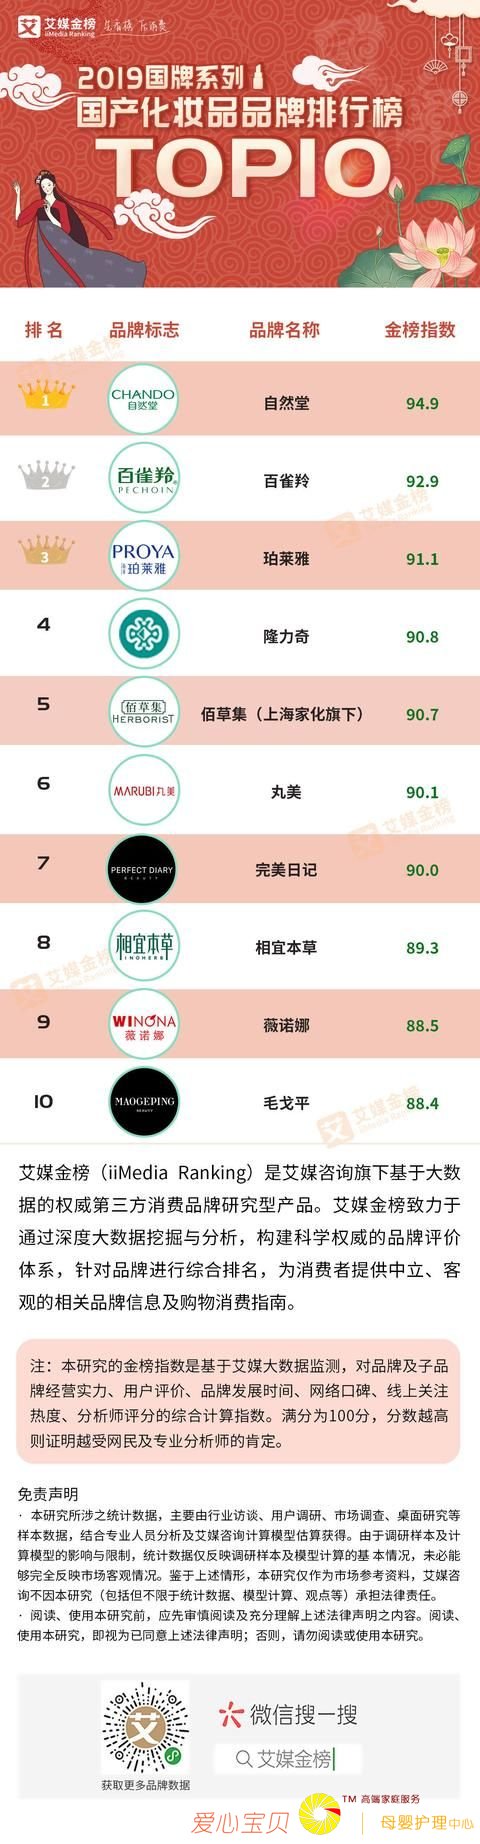 艾媒金榜
iiMedia Ranking
2019国牌系列
国产化妆品品牌排行榜
TOP10
排名 品牌标志 品牌名称 金榜指数
1 CHANDO 自然堂 自然堂 94.9
2 百雀羚 PECHOIN 百雀羚 92.9
3 PROYA 珀莱雅 珀莱雅 91.1
4 隆力奇 90.8
5 佰草集 HERBORIST 佰草集（上海家化旗下） 90.7
6 MARUBI丸美 丸美 90.1
7 PERFECT DIARY BEAUTY 完美日记 90.0
8 相宜本草 INOHERB 相宜本草 89.3
9 WINONA 薇诺娜 薇诺娜 88.5
10 MAOGEPING BEAUTY 毛戈平 88.4
艾媒金榜（iiMedia Ranking）是艾媒咨询旗下基于大数
据的权威第三方消费品牌研究型产品。艾媒金榜致力于
通过深度大数据挖掘与分析，构建科学权威的品牌评价
体系，针对品牌进行综合排名，为消费者提供中立、客
观的相关品牌信息及购物消费指南。
注：本研究的金榜指数是基于艾媒大数据监测，对品牌及子品
牌经营实力、用户评价、品牌发展时间、网络口碑、线上关注
热度、分析师评分的综合计算指数。满分为100分，分数越高
则证明越受网民及专业分析师的肯定。
免责声明
· 本研究所涉之统计数据，主要由行业访谈、用户调研、市场调查、桌面研究等
样本数据，结合专业人员分析及艾媒咨询计算模型估算获得。由于调研样本及计
算模型的影响与限制，统计数据仅反映调研样本及模型计算的基 本情况，未必能
够完全反映市场客观情况。鉴于上述情形，本研究仅作为市场参考资料，艾媒咨
询不因本研究（包括但不限于统计数据、模型计算、观点等）承担法律责任。
· 阅读、使用本研究前，应先审慎阅读及充分理解上述法律声明之内容。阅读、
使用本研究，即视为已同意上述法律声明；否则，请勿阅读或使用本研究。
微信搜一搜
艾媒金榜
获取更多品牌数据
爱心宝贝 TM 高端家庭服务
母婴护理中心